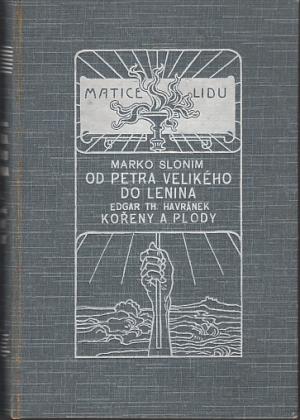 MATICE LIDU
MARKO SLONIM
OD PETRA VELIKÉHO
DO LENINA
EDGAR TH. HAVRÁNEK
KOŘENY A PLODY